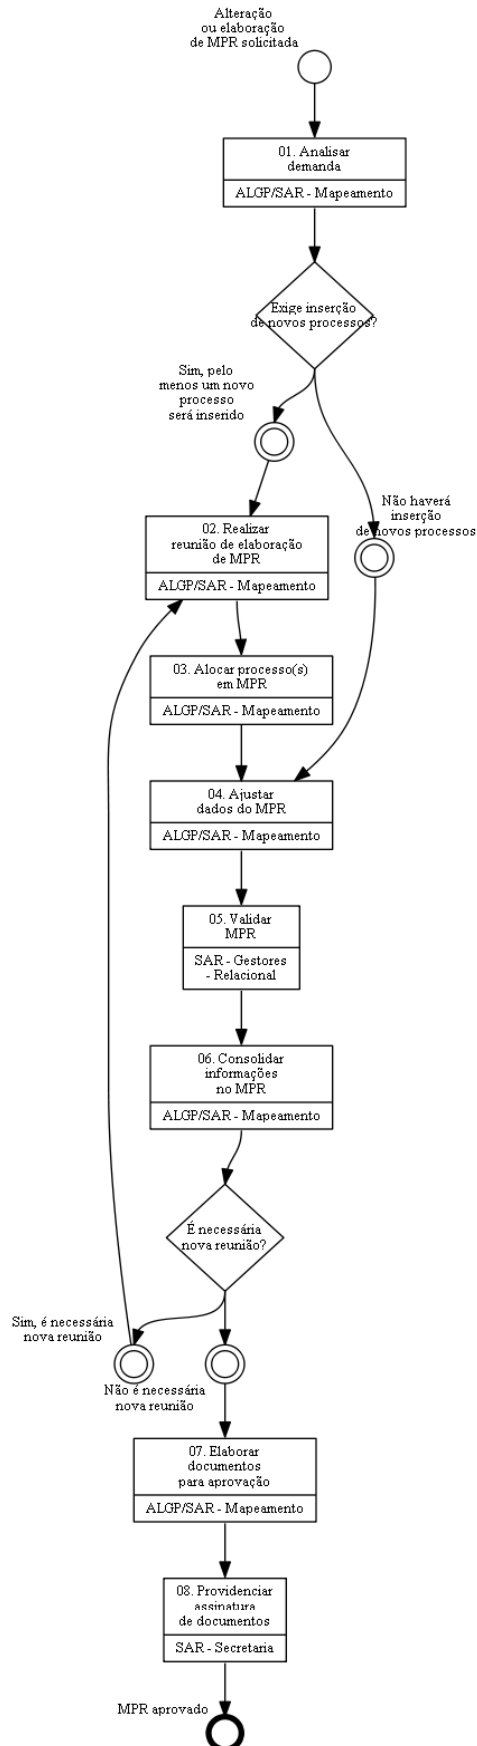 Alteração
ou elaboração
de MPR solicitada
01. Analisar
demanda
ALGP/SAR - Mapeamento
Exige inserção
de novos processos?
Sim, pelo
menos um novo
processo
será inserido
Não haverá
inserção
de novos processos
02. Realizar
reunião de elaboração
de MPR
ALGP/SAR - Mapeamento
03. Alocar processo(s)
em MPR
ALGP/SAR - Mapeamento
04. Ajustar
dados do MPR
ALGP/SAR - Mapeamento
05. Validar
MPR
SAR - Gestores
- Relacional
06. Consolidar
informações
no MPR
ALGP/SAR - Mapeamento
É necessária
nova reunião?
Sim, é necessária
nova reunião
Não é necessária
nova reunião
07. Elaborar
documentos
para aprovação
ALGP/SAR - Mapeamento
08. Providenciar
assinatura
de documentos
SAR - Secretaria
MPR aprovado